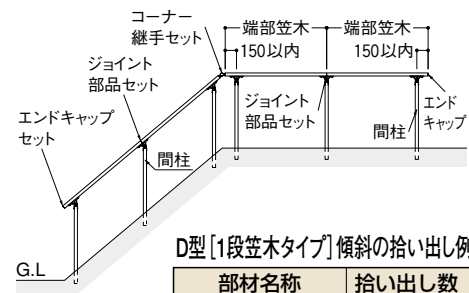 コーナー
継手セット
端部笠木
端部笠木
150以内
150以内
ジョイント
部品セット
エンドキャップ
セット
ジョイント
部品セット
エンド
キャップ
間柱
間柱
G.L
D型[1段笠木タイプ]傾斜の拾い出し例
部材名称 拾い出し数